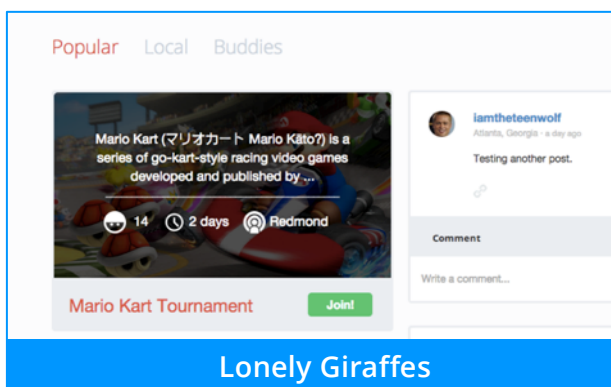 Popular Local Buddies
Mario Kart (マリオカート Mario Kāto?) is a
series of go-kart-style racing video games
developed and published by ...
14 2 days Redmond
Mario Kart Tournament Join!
iamtheteenwolf
Atlanta, Georgia · a day ago
Testing another post.
Comment
Write a comment...
Lonely Giraffes